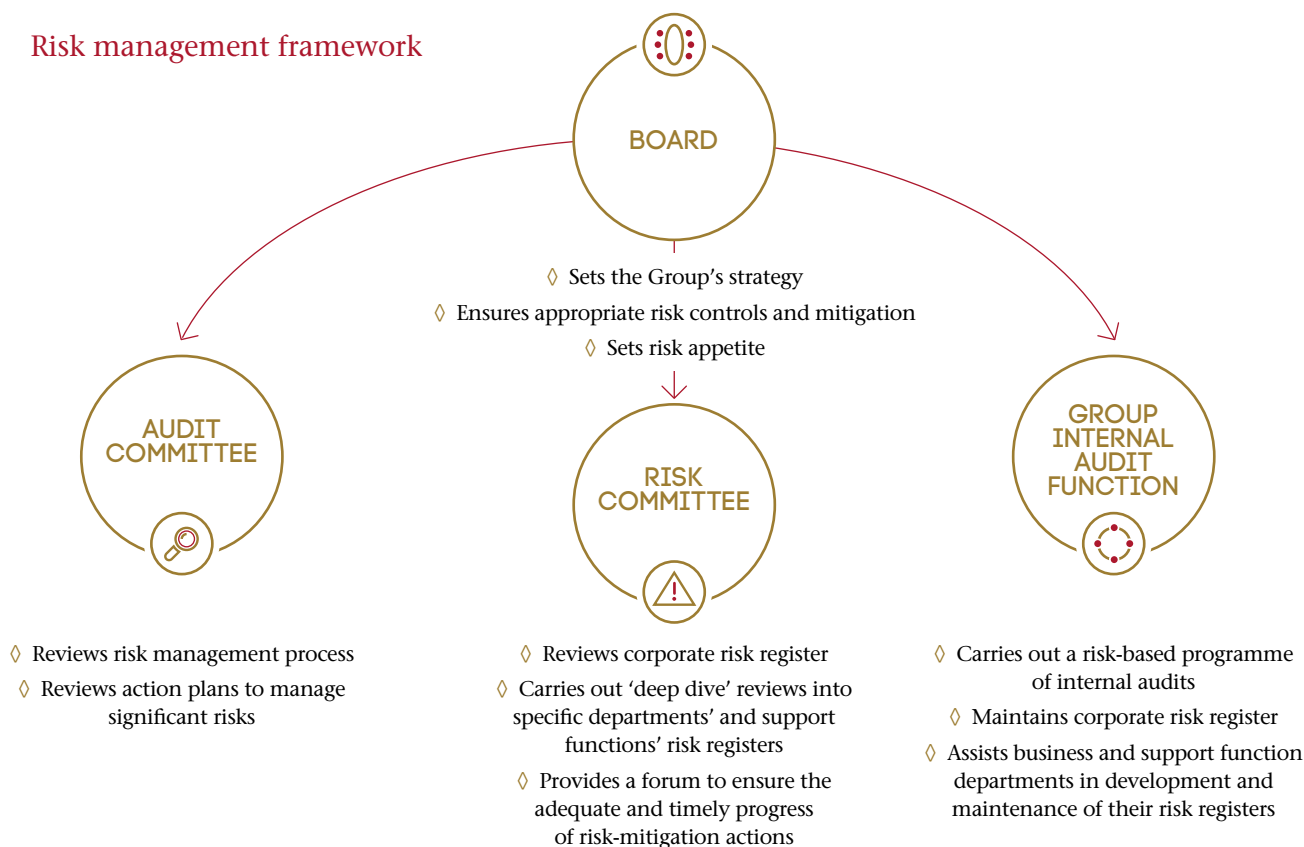 Risk management framework
BOARD
◊ Sets the Group’s strategy
◊ Ensures appropriate risk controls and mitigation
◊ Sets risk appetite
AUDIT
COMMITTEE
◊ Reviews risk management process
◊ Reviews action plans to manage
significant risks
RISK
COMMITTEE
◊ Reviews corporate risk register
◊ Carries out ‘deep dive’ reviews into
specific departments’ and support
functions’ risk registers
◊ Provides a forum to ensure the
adequate and timely progress
of risk-mitigation actions
GROUP
INTERNAL
AUDIT
FUNCTION
◊ Carries out a risk-based programme
of internal audits
◊ Maintains corporate risk register
◊ Assists business and support function
departments in development and
maintenance of their risk registers